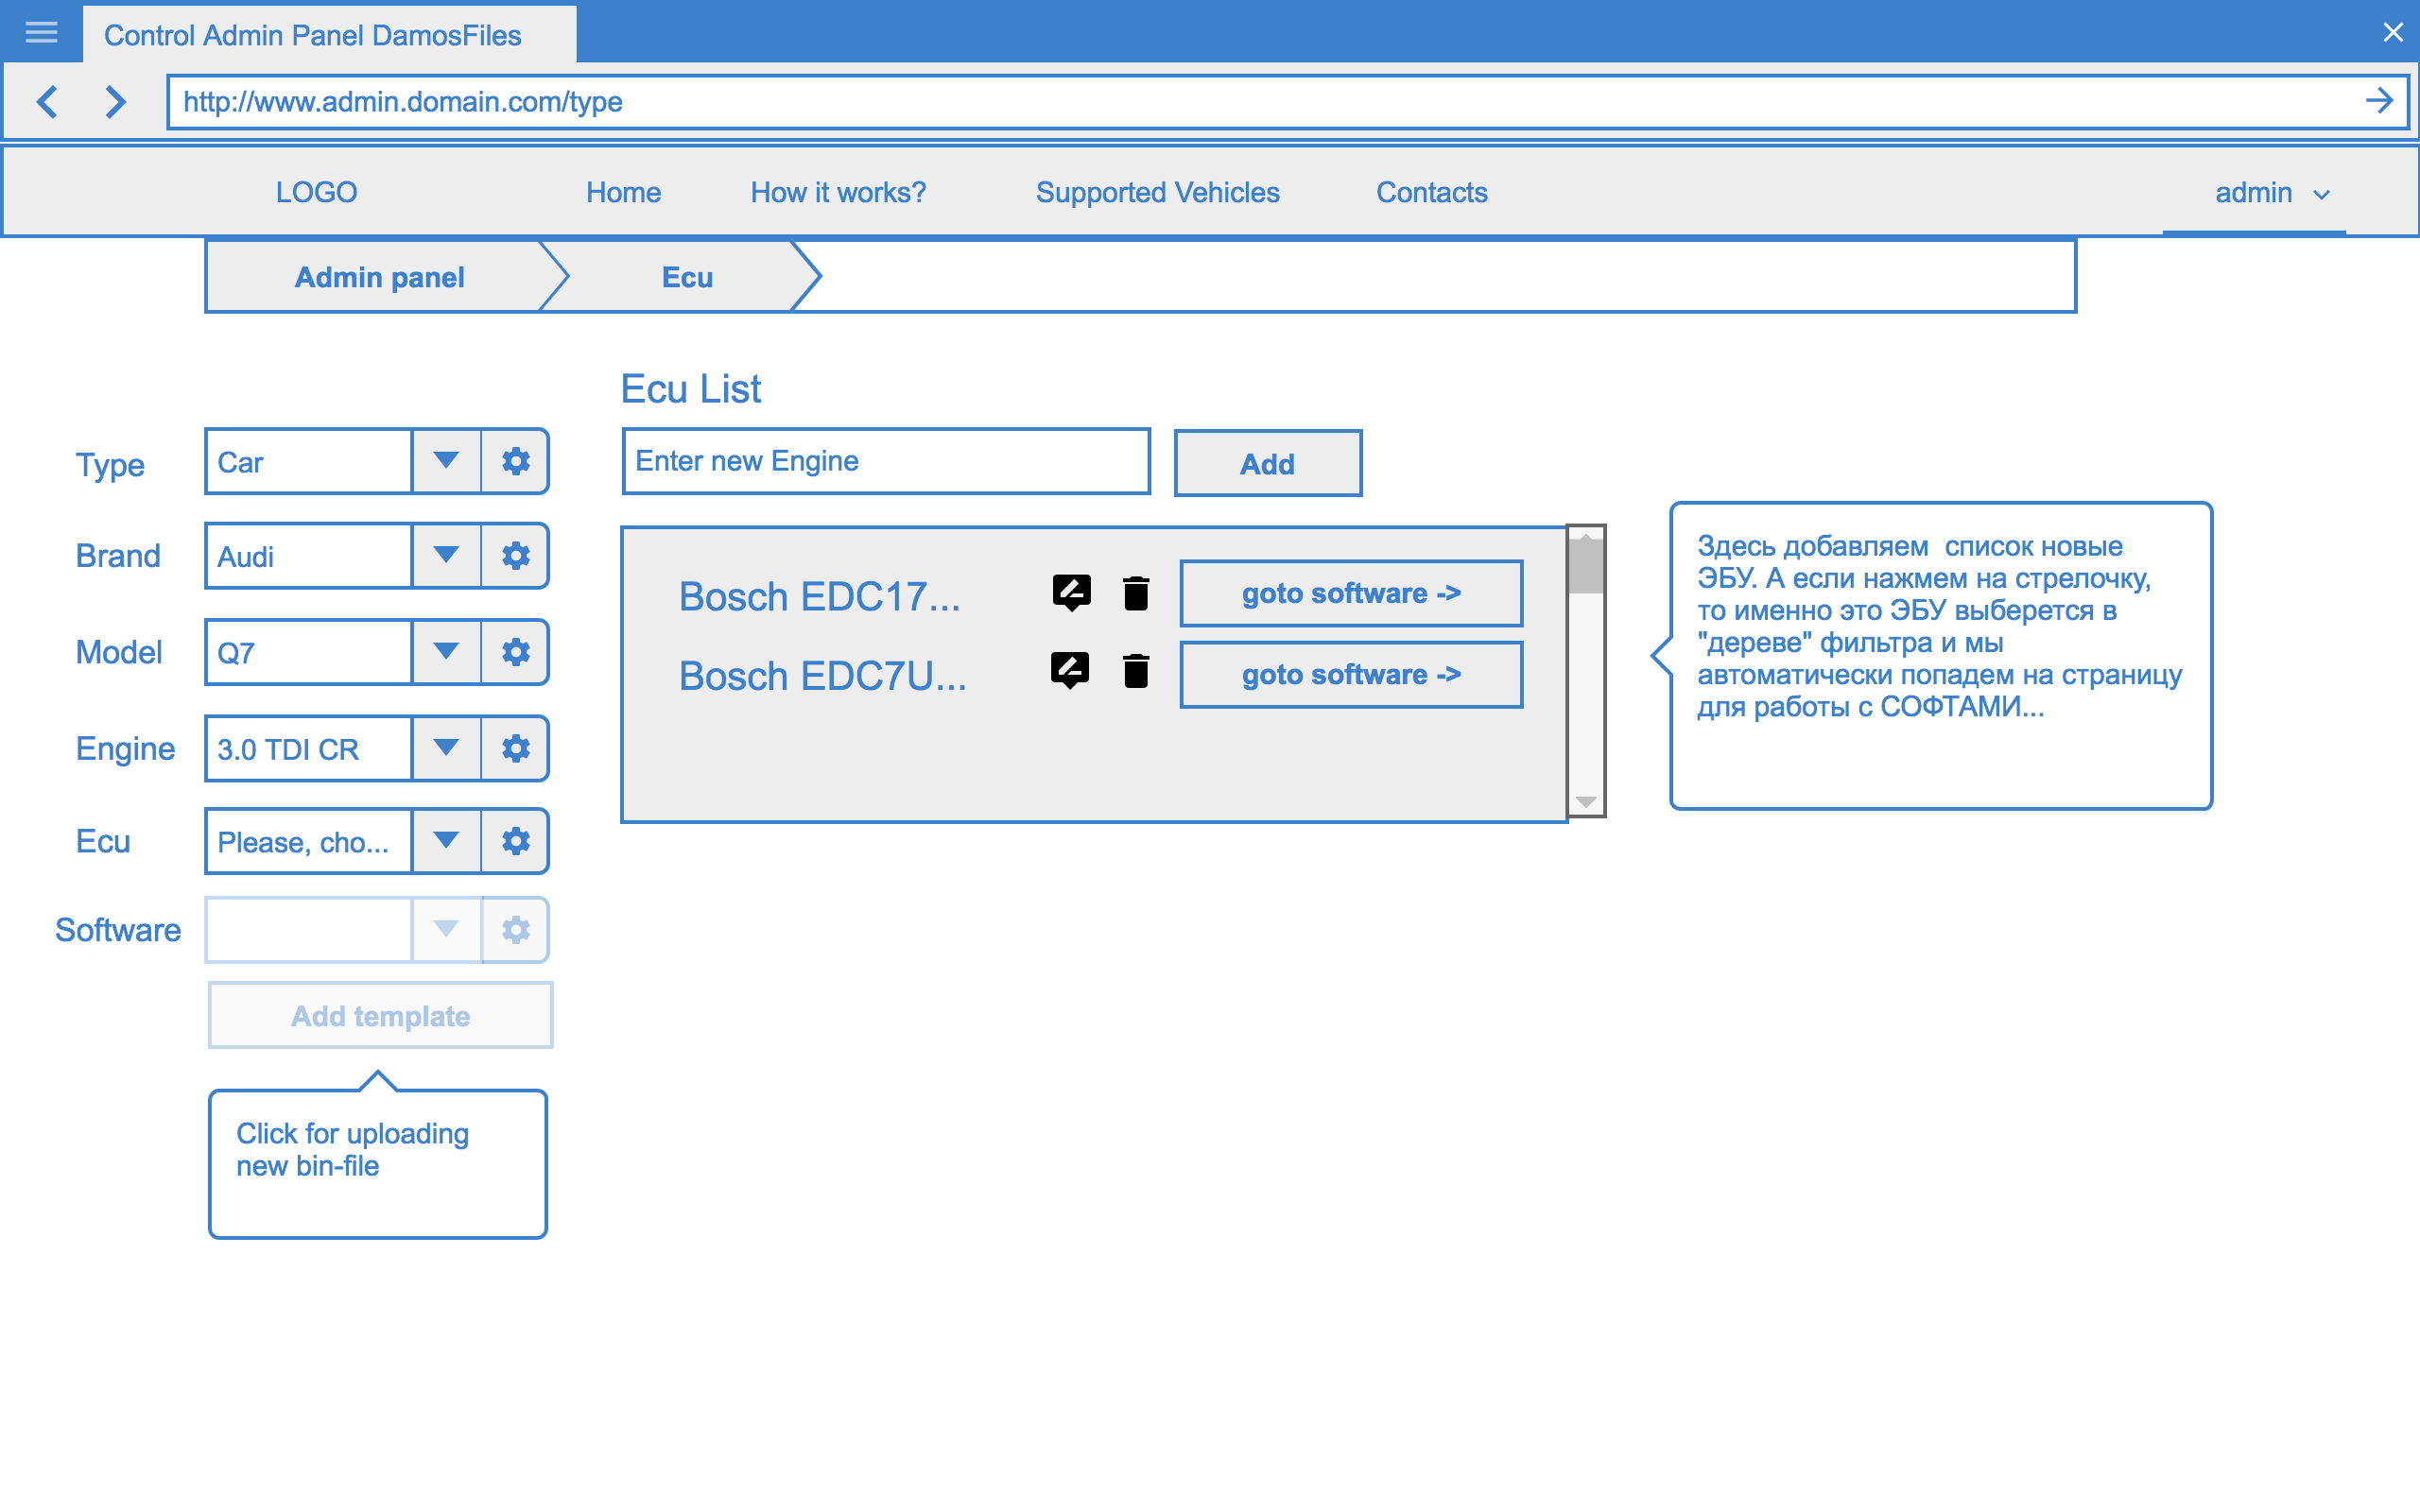 Control Admin Panel DamosFiles
http://www.admin.domain.com/type
LOGO Home How it works? Supported Vehicles Contacts admin
Admin panel Ecu
Ecu List
Type Car
Enter new Engine Add
Brand Audi
Model Q7
Engine 3.0 TDI CR
Ecu Please, cho...
Software
Add template
Click for uploading
new bin-file
Bosch EDC17... goto software ->
Bosch EDC7U... goto software ->
Здесь добавляем  список новые
ЭБУ. А если нажмем на стрелочку,
то именно это ЭБУ выберется в
"дереве" фильтра и мы
автоматически попадем на страницу
для работы с СОФТАМИ...